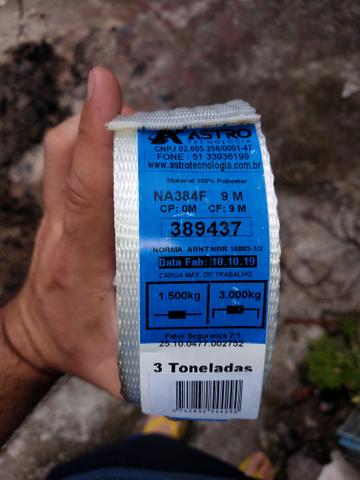 ASTRO
TECNOLOGIA
CNPJ 02.605.258/0001-47
FONE : 51 33936199
www.astrotecnologia.com.br
Material 100% Poliester
NA384F 9 M
CP: 0M CF: 9 M
389437
NORMA ABNT NBR 15883-1/2
Data Fab: 18.10.19
CARGA MAX. DE TRABALHO
1.500kg 3.000kg
Fator Segurança 2:1
25.10.0477.002752
3 Toneladas